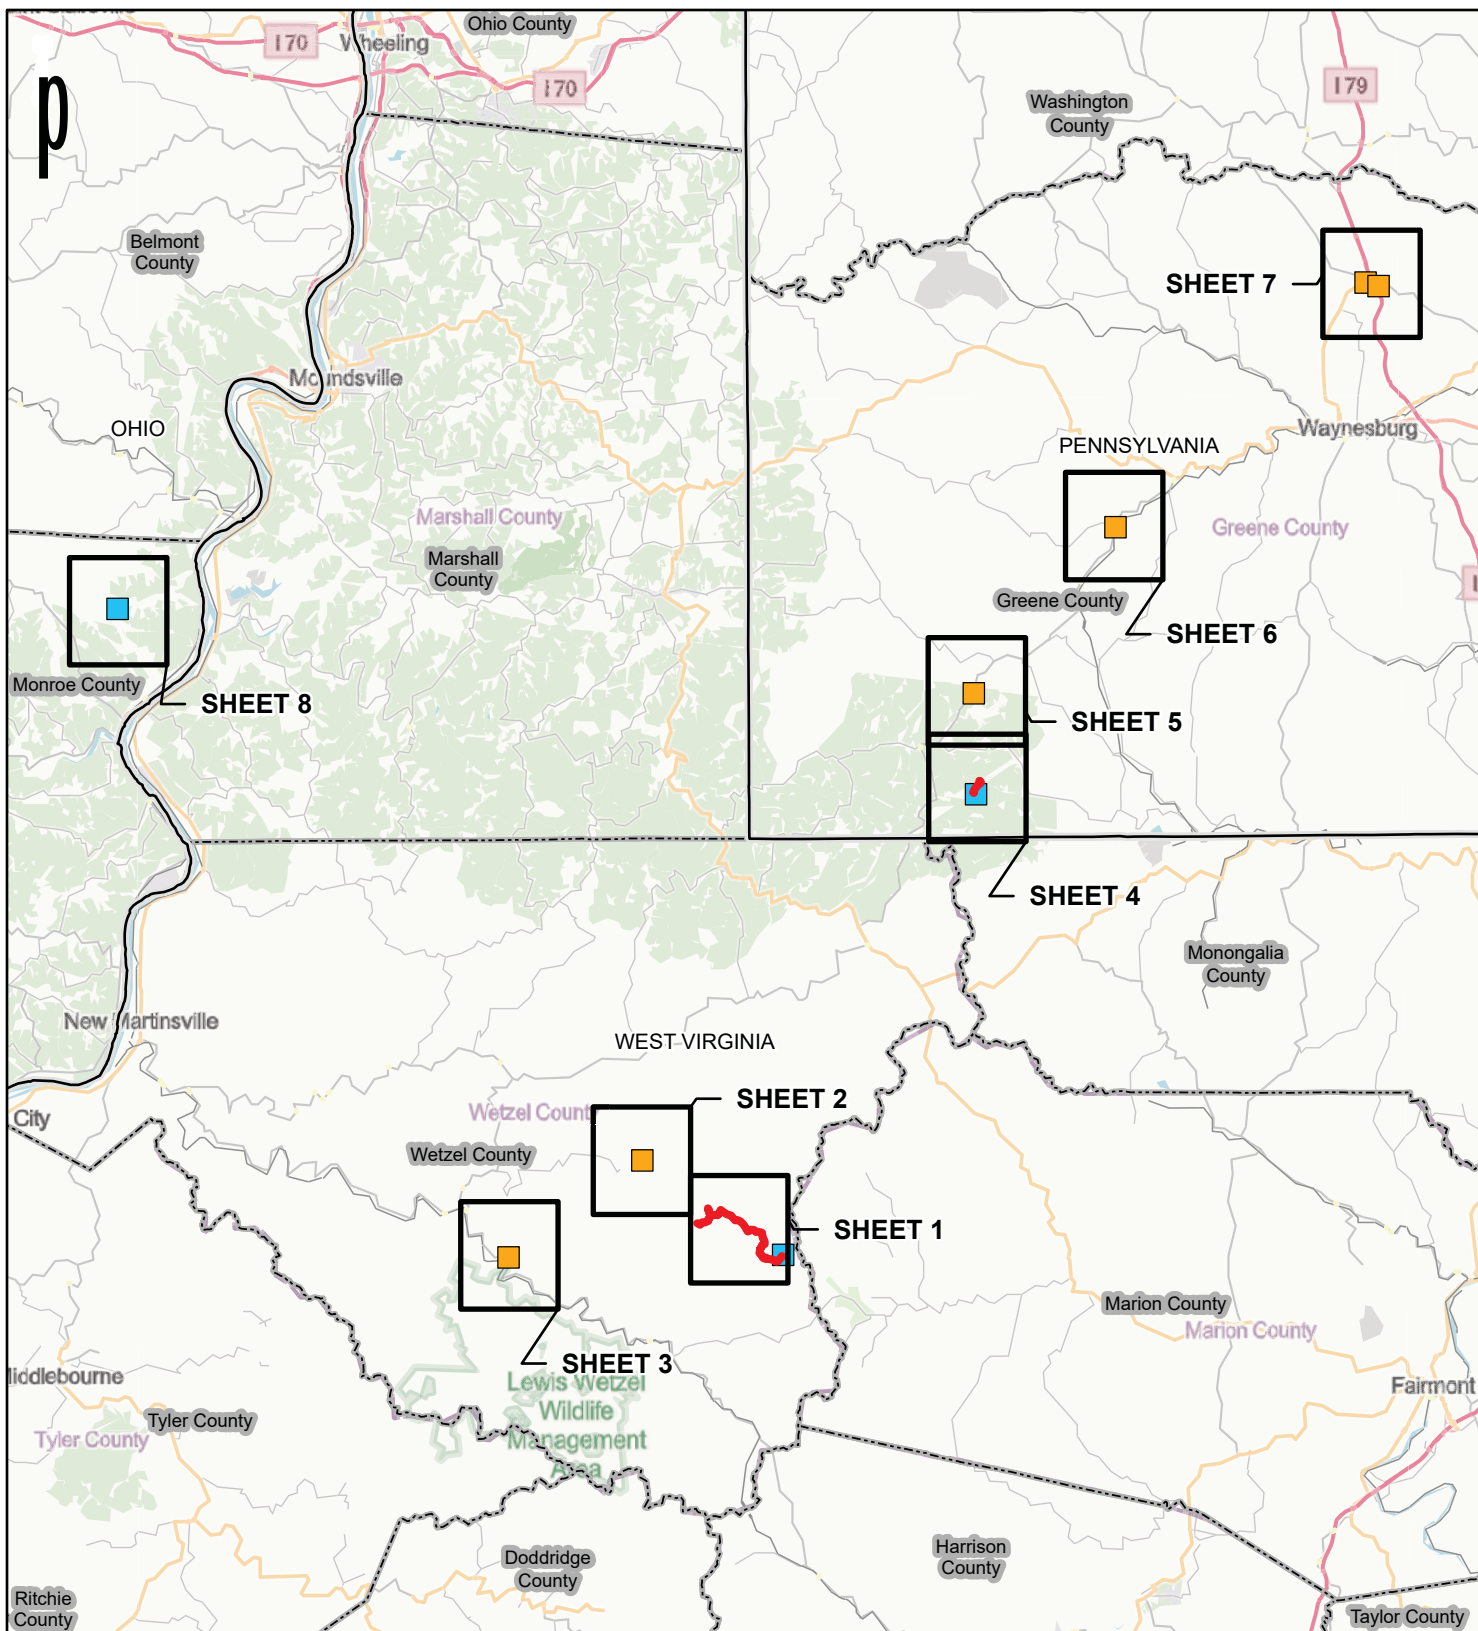 Ohio County
I 70
Wheeling
I 70
I 79
p
Washington
County
Belmont
County
SHEET 7
Moundsville
OHIO
Waynesburg
PENNSYLVANIA
Marshall County
Greene County
Marshall
County
Greene County
SHEET 6
Monroe County
SHEET 8
SHEET 5
SHEET 4
Monongalia
County
New Martinsville
WEST VIRGINIA
SHEET 2
Wetzel Count
City
Wetzel County
SHEET 1
Marion County
Marion County
SHEET 3
Lewis Wetzel
Wildlife
Management
Area
iddlebourne
Fairmont
Tyler County
Tyler County
Harrison
County
Doddridge
County
Ritchie
County
Taylor County